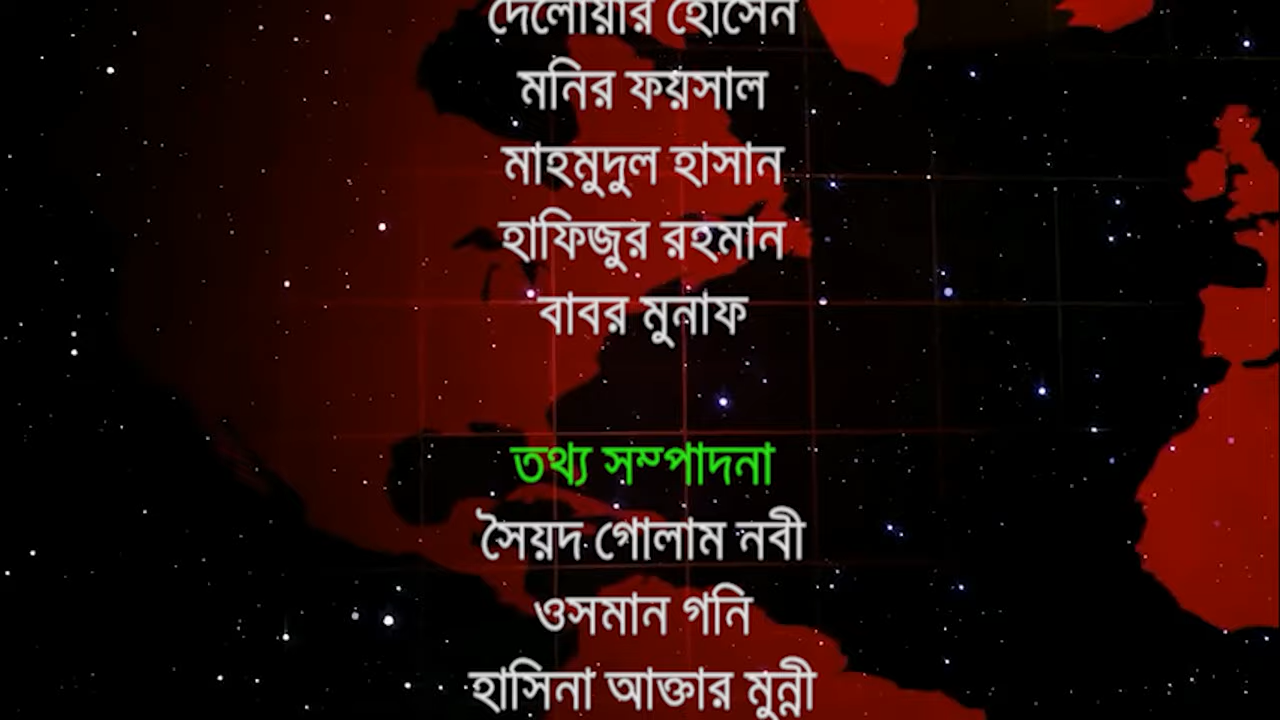 দেলোয়ার হোসেন
মনির ফয়সাল
মাহমুদুল হাসান
হাফিজুর রহমান
বাবর মুনাফ
তথ্য সম্পাদনা
সৈয়দ গোলাম নবী
ওসমান গনি
হাসিনা আক্তার মুন্নী